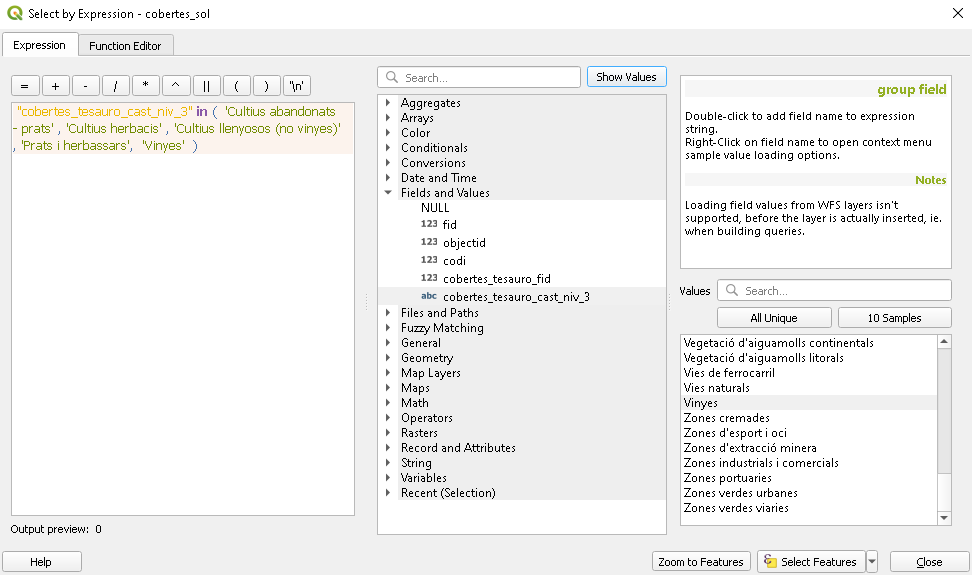 Select by Expression - cobertes_sol
Expression
Function Editor
= + - / * ^ || ( ) '\n'
"cobertes_tesauro_cast_niv_3" in ( 'Cultius abandonats
- prats' , 'Cultius herbacis' , 'Cultius llenyosos (no vinyes)'
, 'Prats i herbassars', 'Vinyes' )
Output preview: 0
Search...
Show Values
Aggregates
Arrays
Color
Conditionals
Conversions
Date and Time
Fields and Values
NULL
123 fid
123 objectid
123 codi
123 cobertes_tesauro_fid
abc cobertes_tesauro_cast_niv_3
Files and Paths
Fuzzy Matching
General
Geometry
Map Layers
Maps
Math
Operators
Rasters
Record and Attributes
String
Variables
Recent (Selection)
group field
Double-click to add field name to expression
string.
Right-Click on field name to open context menu
sample value loading options.
Notes
Loading field values from WFS layers isn't
supported, before the layer is actually inserted, ie.
when building queries.
Values
Search...
All Unique
10 Samples
Vegetació d'aiguamolls continentals
Vegetació d'aiguamolls litorals
Vies de ferrocarril
Vies naturals
Vinyes
Zones cremades
Zones d'esport i oci
Zones d'extracció minera
Zones industrials i comercials
Zones portuaries
Zones verdes urbanes
Zones verdes viaries
Help
Zoom to Features
Select Features
Close